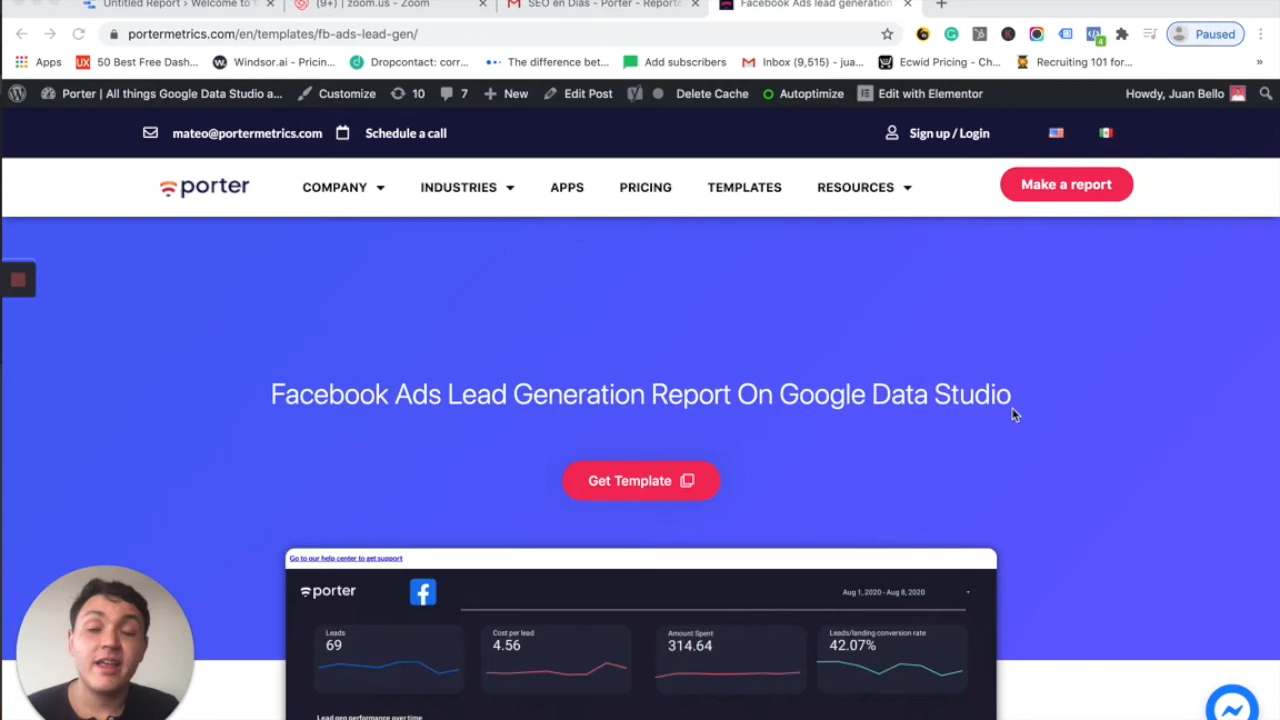 Untitled Report › Welcome to
(9+) | zoom.us - Zoom
SEO en Días - Porter - Reporte
Facebook Ads lead generation
portermetrics.com/en/templates/fb-ads-lead-gen/
4
Paused
Apps
50 Best Free Dash...
Windsor.ai - Pricin...
Dropcontact: corr...
The difference bet...
Add subscribers
Inbox (9,515) - jua...
Ecwid Pricing - Ch...
Recruiting 101 for...
»
Porter | All things Google Data Studio a...
Customize
10
7
New
Edit Post
Delete Cache
Autoptimize
Edit with Elementor
Howdy, Juan Bello
mateo@portermetrics.com
Schedule a call
Sign up / Login
porter
COMPANY
INDUSTRIES
APPS
PRICING
TEMPLATES
RESOURCES
Make a report
Facebook Ads Lead Generation Report On Google Data Studio
Get Template
Go to our help center to get support
porter
Aug 1, 2020 - Aug 8, 2020
Leads
69
Cost per lead
4.56
Amount Spent
314.64
Leads/landing conversion rate
42.07%
Lead gen performance over time